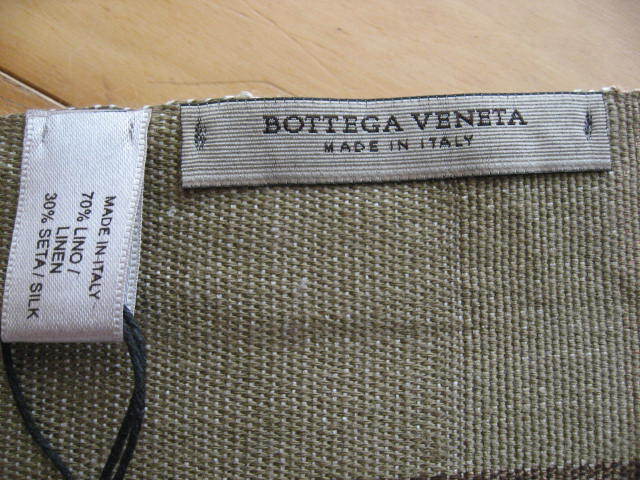 BOTTEGA VENETA
MADE IN ITALY
MADE IN ITALY
70% LINO /
LINEN
30% SETA / SILK